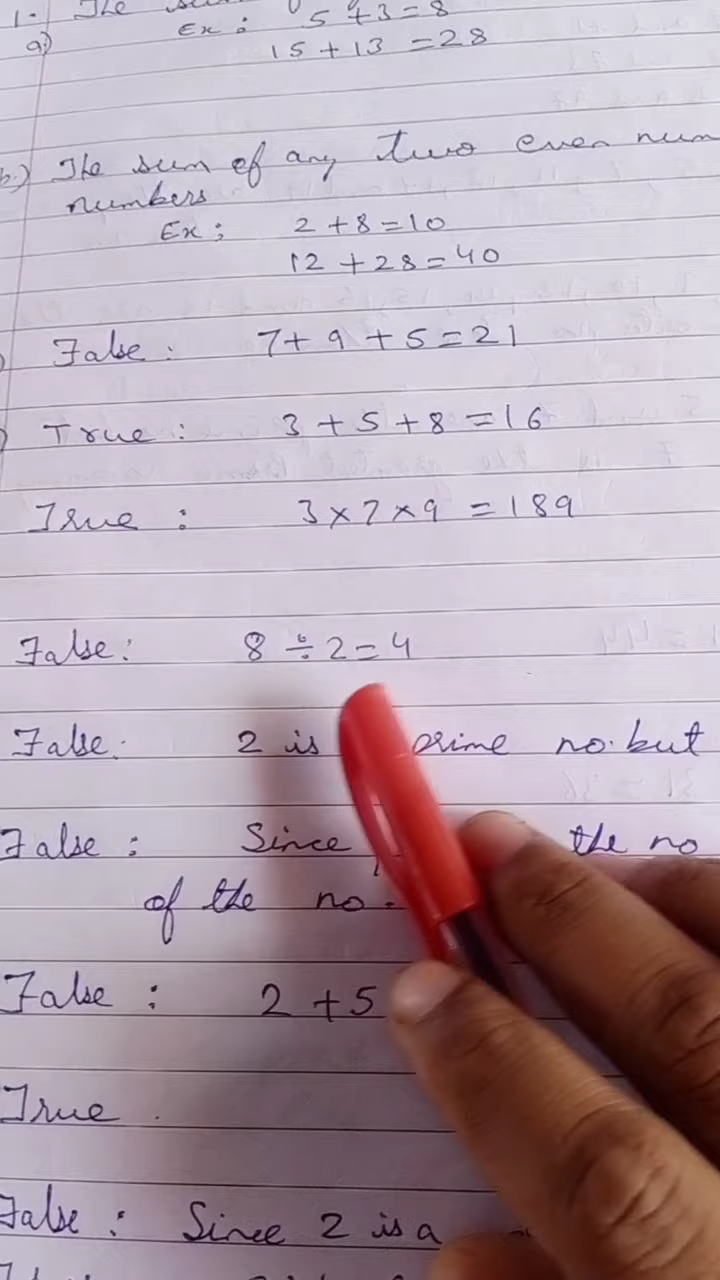 1. The
a) Ex: 5+3=8
15+13=28
b.) The sum of any two even num
numbers
Ex: 2+8=10
12+28=40
False: 7+9+5=21
True: 3+5+8=16
True: 3×7×9=189
False: 8÷2=4
False: 2 is prime no. but
False: Since the no
of the no.
False: 2+5
True.
False: Since 2 is a